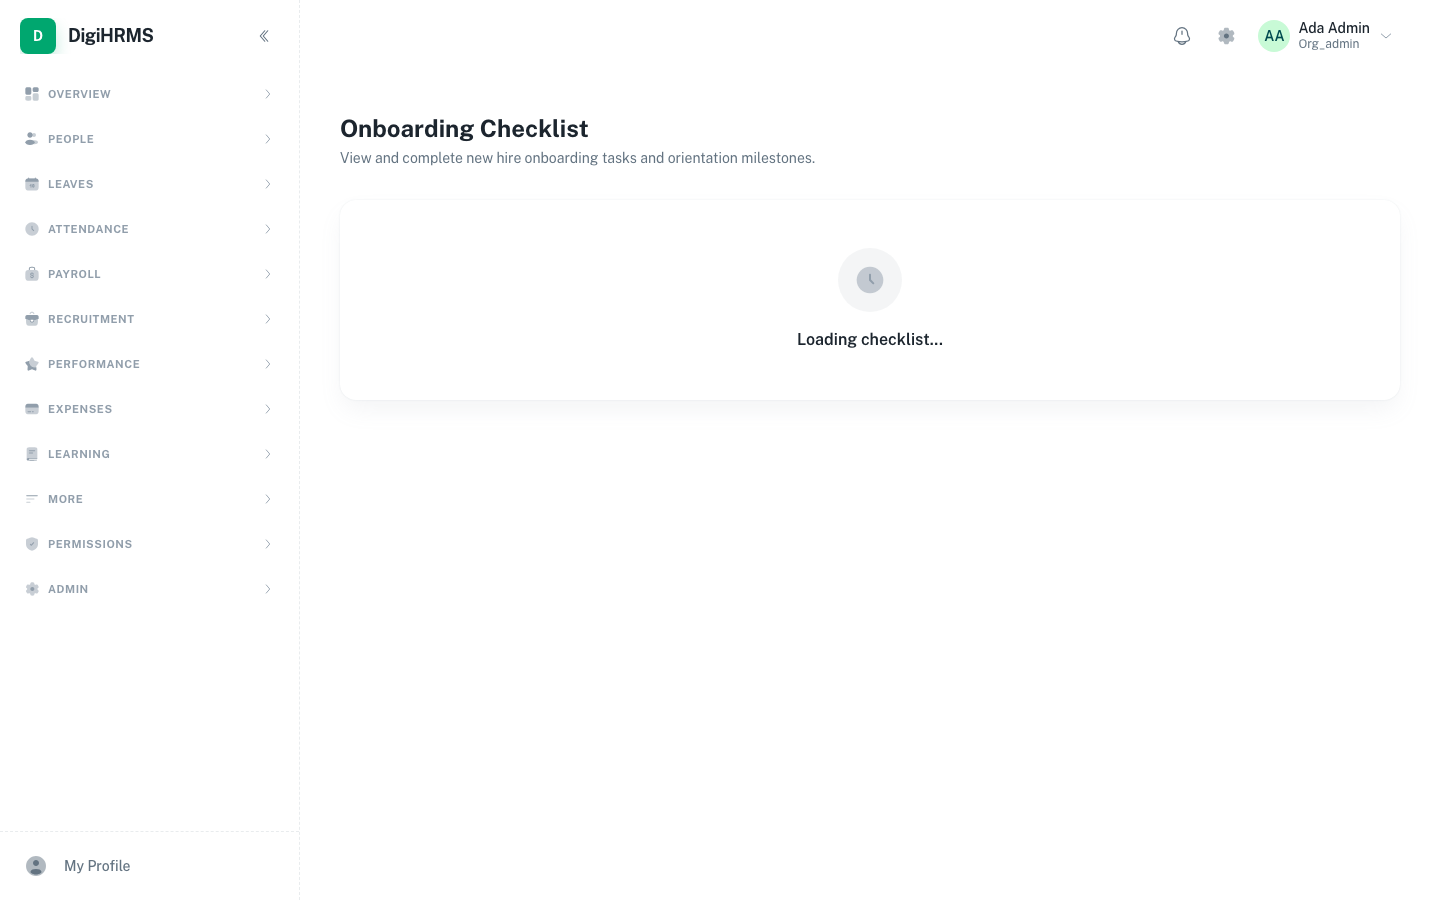 D
DigiHRMS
OVERVIEW
PEOPLE
LEAVES
ATTENDANCE
PAYROLL
RECRUITMENT
PERFORMANCE
EXPENSES
LEARNING
MORE
PERMISSIONS
ADMIN
My Profile
AA
Ada Admin
Org_admin
Onboarding Checklist
View and complete new hire onboarding tasks and orientation milestones.
Loading checklist...